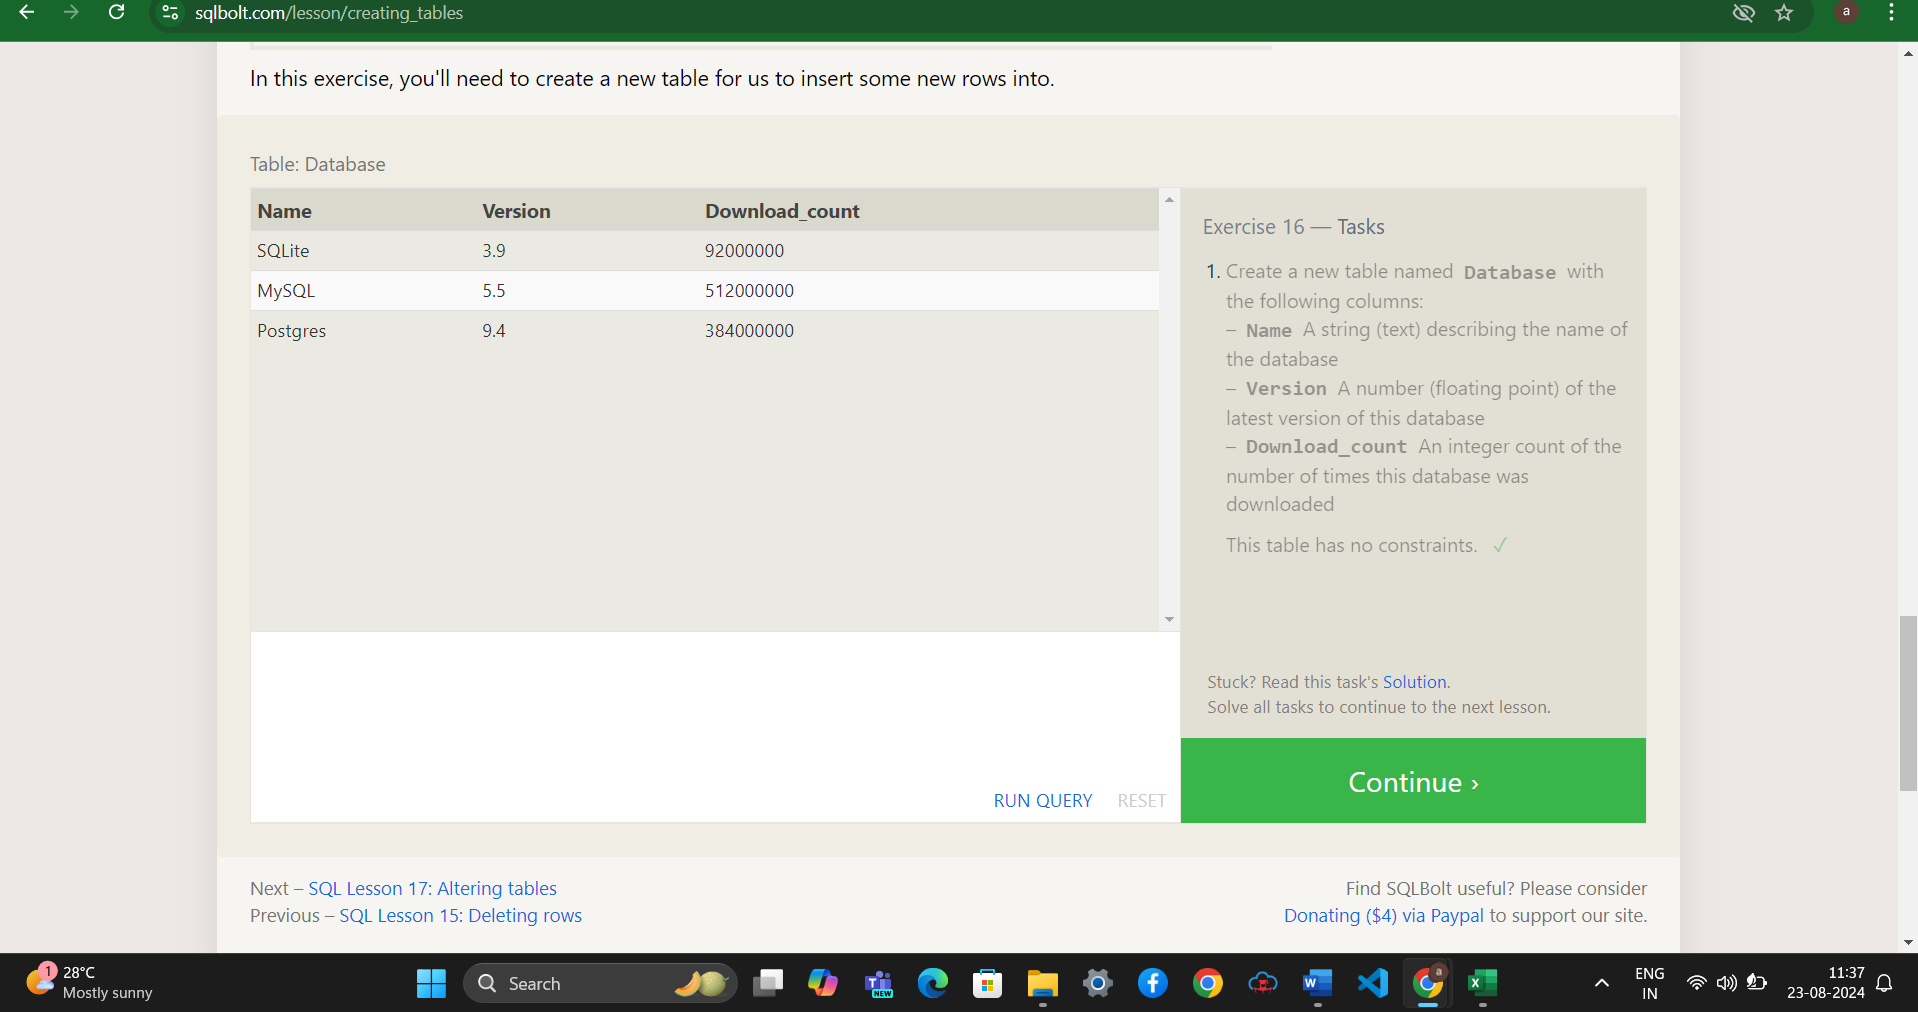 sqlbolt.com/lesson/creating_tables
a
In this exercise, you'll need to create a new table for us to insert some new rows into.
Table: Database
Name Version Download_count
SQLite 3.9 92000000
MySQL 5.5 512000000
Postgres 9.4 384000000
RUN QUERY RESET
Exercise 16 — Tasks
1. Create a new table named Database with
the following columns:
– Name A string (text) describing the name of
the database
– Version A number (floating point) of the
latest version of this database
– Download_count An integer count of the
number of times this database was
downloaded
This table has no constraints. ✓
Stuck? Read this task's Solution.
Solve all tasks to continue to the next lesson.
Continue ›
Next – SQL Lesson 17: Altering tables
Previous – SQL Lesson 15: Deleting rows
Find SQLBolt useful? Please consider
Donating ($4) via Paypal to support our site.
1
28°C
Mostly sunny
Search
NEW
a
ENG
IN
11:37
23-08-2024